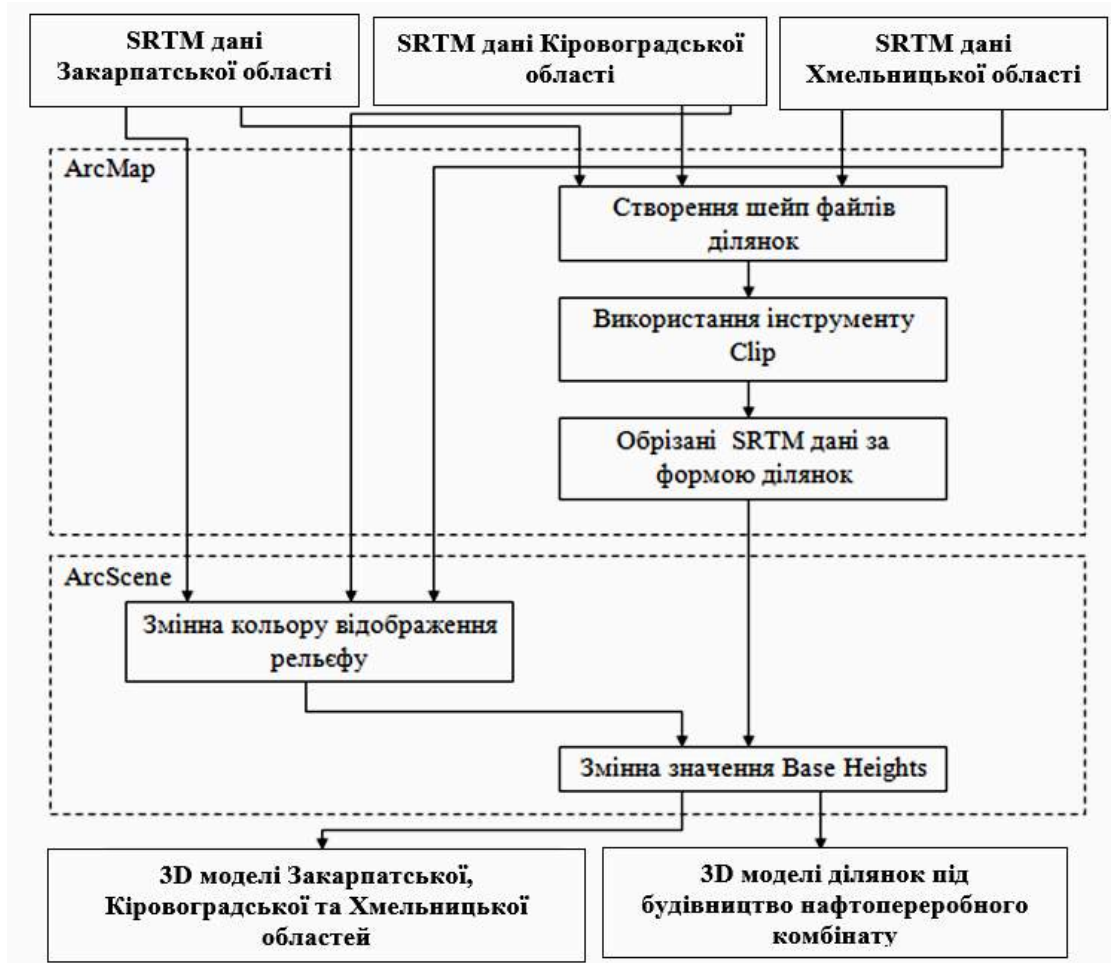 SRTM дані
Закарпатської області
SRTM дані Кіровоградської
області
SRTM дані
Хмельницької області
ArcMap
Створення шейп файлів
ділянок
Використання інструменту
Clip
Обрізані SRTM дані за
формою ділянок
ArcScene
Змінна кольору відображення
рельєфу
Змінна значення Base Heights
3D моделі Закарпатської,
Кіровоградської та Хмельницької
областей
3D моделі ділянок під
будівництво нафтопереробного
комбінату